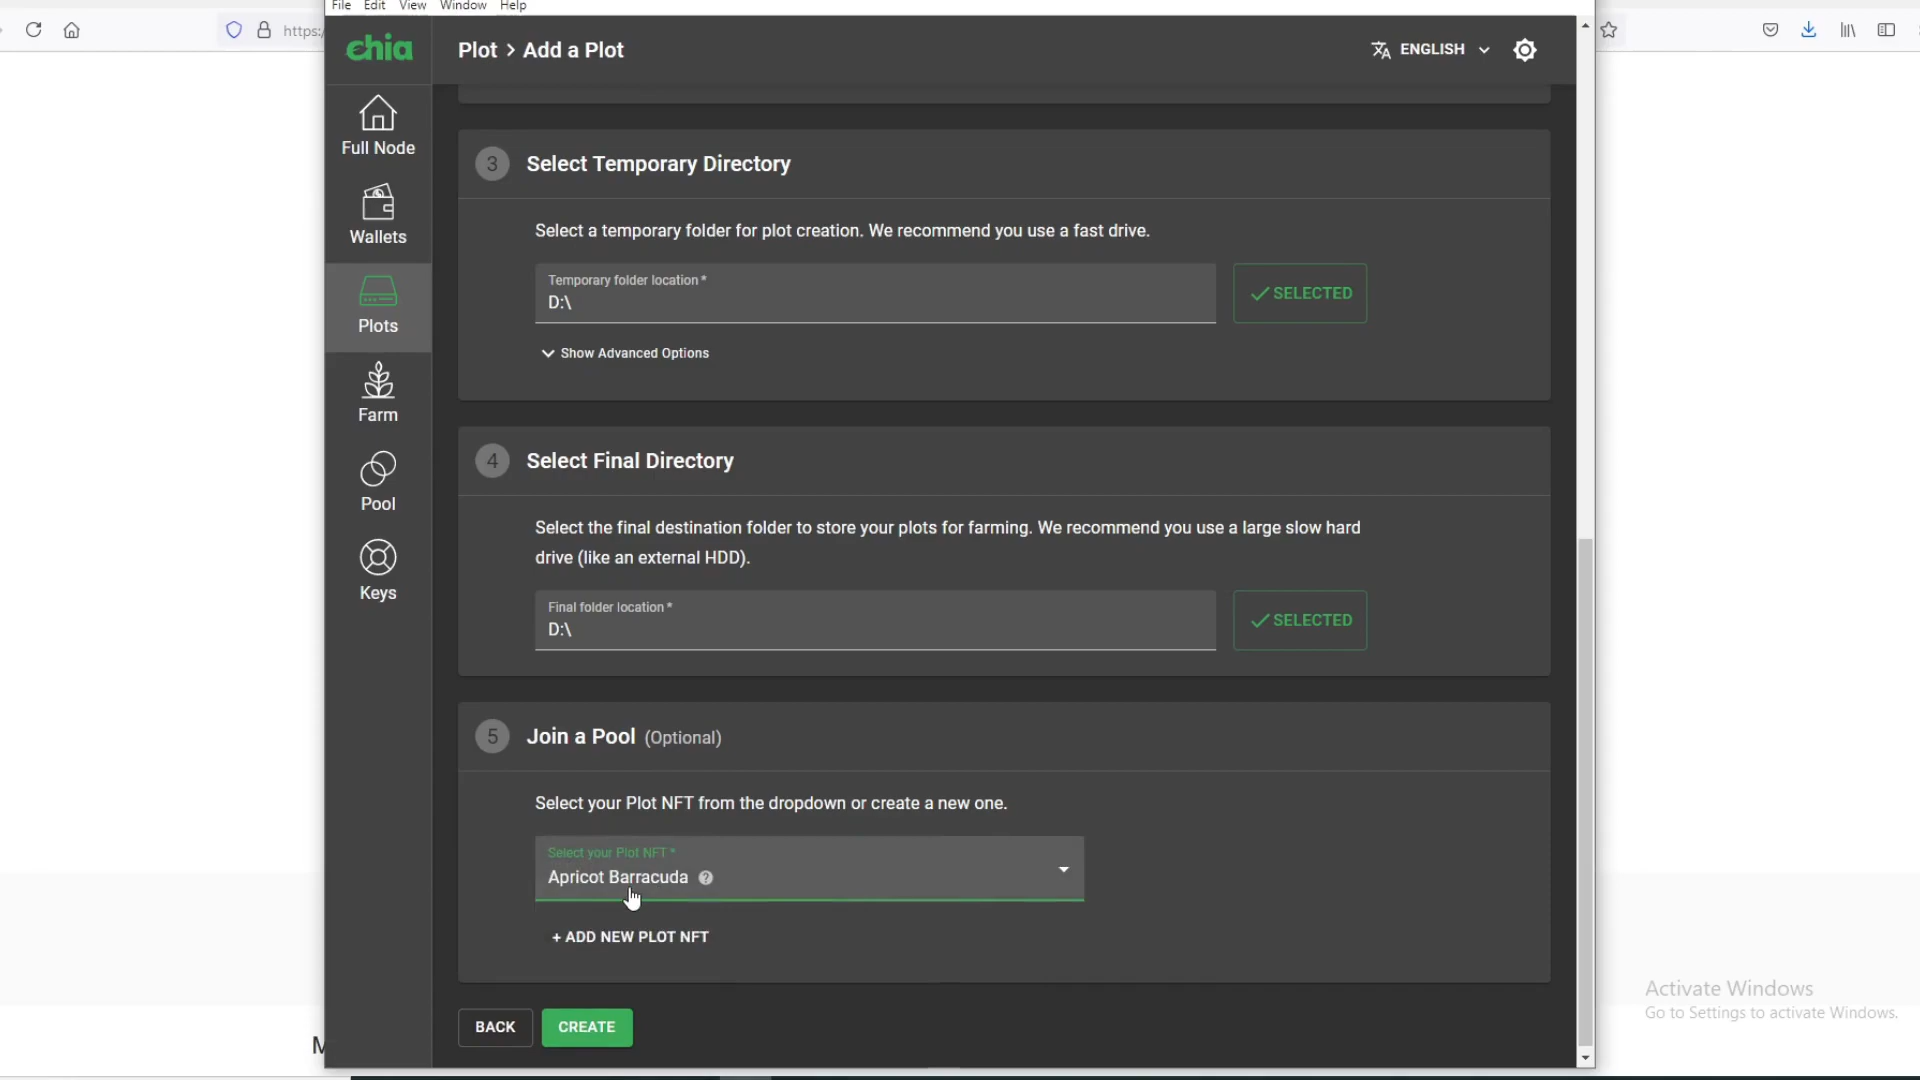 File Edit View Window Help
https:/
chia
Plot > Add a Plot
ENGLISH
Full Node
Wallets
Plots
Farm
Pool
Keys
3 Select Temporary Directory
Select a temporary folder for plot creation. We recommend you use a fast drive.
Temporary folder location *
D:\
SELECTED
Show Advanced Options
4 Select Final Directory
Select the final destination folder to store your plots for farming. We recommend you use a large slow hard
drive (like an external HDD).
Final folder location *
D:\
SELECTED
5 Join a Pool (Optional)
Select your Plot NFT from the dropdown or create a new one.
Select your Plot NFT *
Apricot Barracuda ?
+ ADD NEW PLOT NFT
BACK CREATE
Activate Windows
Go to Settings to activate Windows.